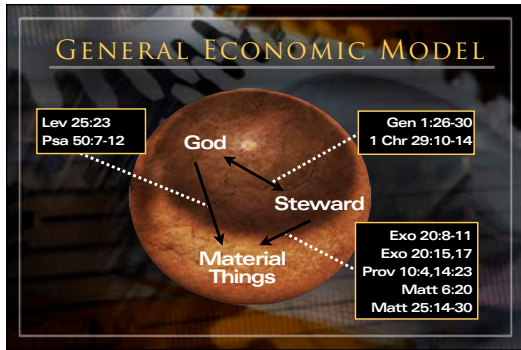 GENERAL ECONOMIC MODEL
Lev 25:23
Psa 50:7-12
God
Gen 1:26-30
1 Chr 29:10-14
Steward
Material
Things
Exo 20:8-11
Exo 20:15,17
Prov 10:4,14:23
Matt 6:20
Matt 25:14-30